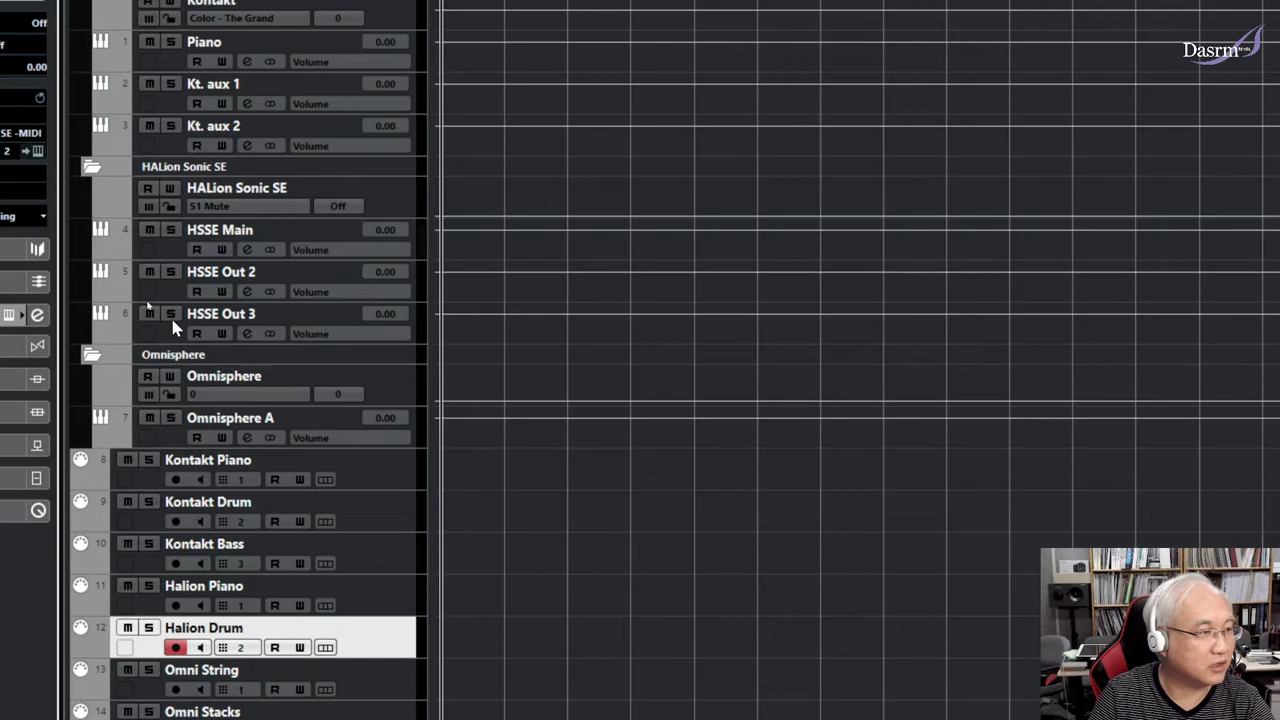 Off
0.00
SE -MIDI
2
ing
Kontakt
Color - The Grand 0
1 M S Piano 0.00
R W e Volume
2 M S Kt. aux 1 0.00
R W e Volume
3 M S Kt. aux 2 0.00
R W e Volume
HALion Sonic SE
R W HALion Sonic SE
S1 Mute Off
4 M S HSSE Main 0.00
R W e Volume
5 M S HSSE Out 2 0.00
R W e Volume
6 M S HSSE Out 3 0.00
R W e Volume
Omnisphere
R W Omnisphere
0 0
7 M S Omnisphere A 0.00
R W e Volume
8 M S Kontakt Piano
1 R W
9 M S Kontakt Drum
2 R W
10 M S Kontakt Bass
3 R W
11 M S Halion Piano
1 R W
12 M S Halion Drum
2 R W
13 M S Omni String
1 R W
14 M S Omni Stacks
Dasrm